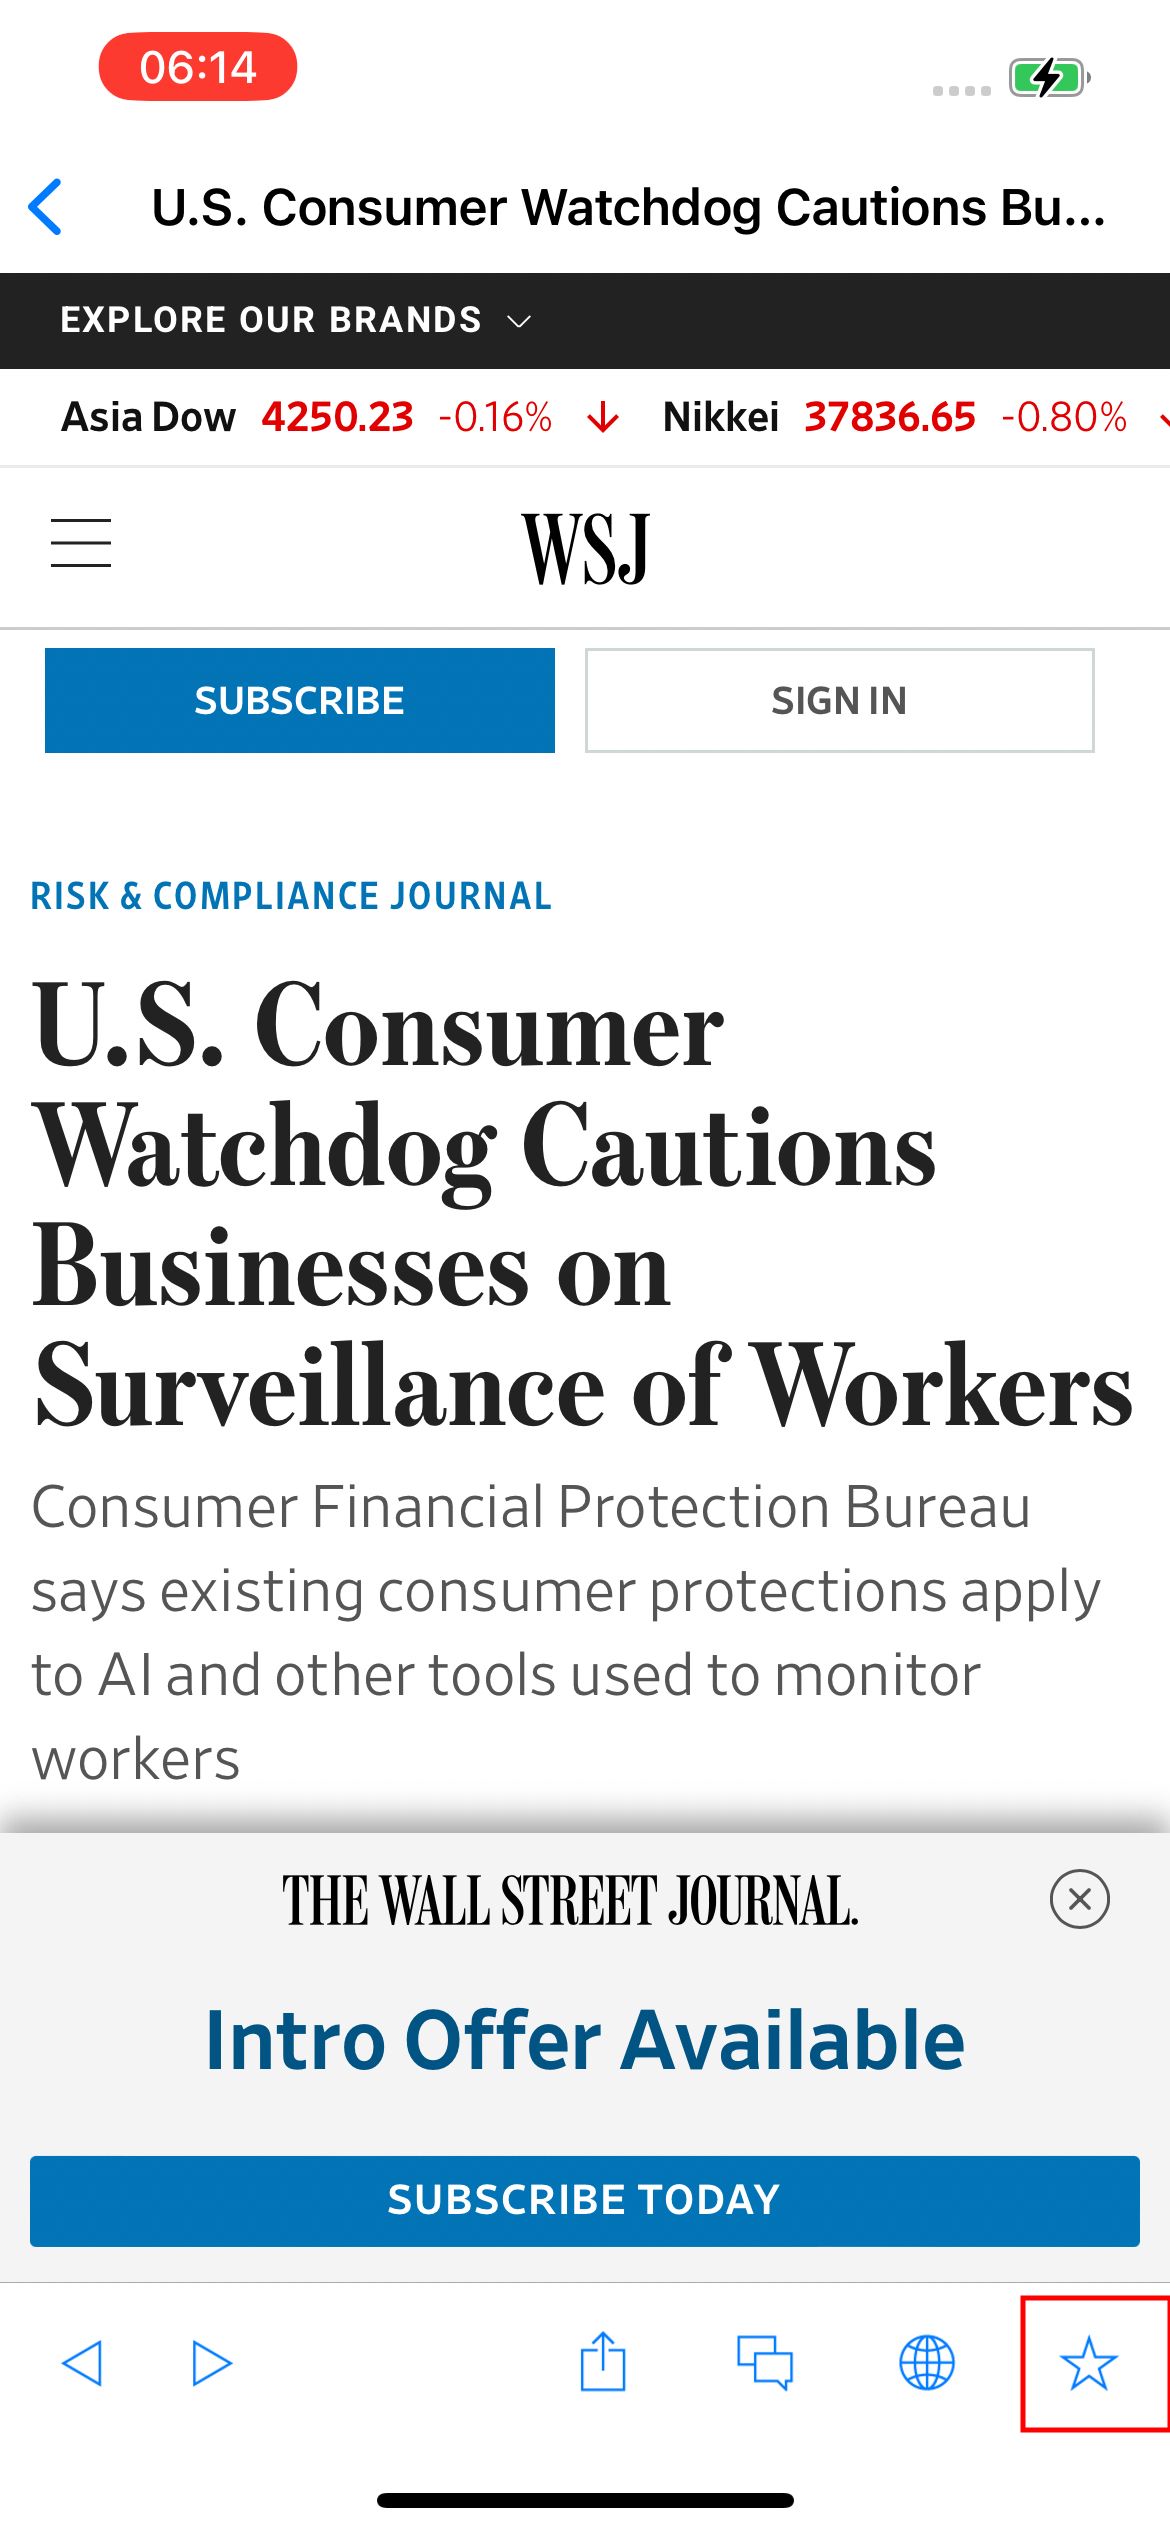 06:14
U.S. Consumer Watchdog Cautions Bu...
EXPLORE OUR BRANDS
Asia Dow 4250.23 -0.16% Nikkei 37836.65 -0.80%
WSJ
SUBSCRIBE SIGN IN
RISK & COMPLIANCE JOURNAL
U.S. Consumer
Watchdog Cautions
Businesses on
Surveillance of Workers
Consumer Financial Protection Bureau
says existing consumer protections apply
to AI and other tools used to monitor
workers
THE WALL STREET JOURNAL.
Intro Offer Available
SUBSCRIBE TODAY